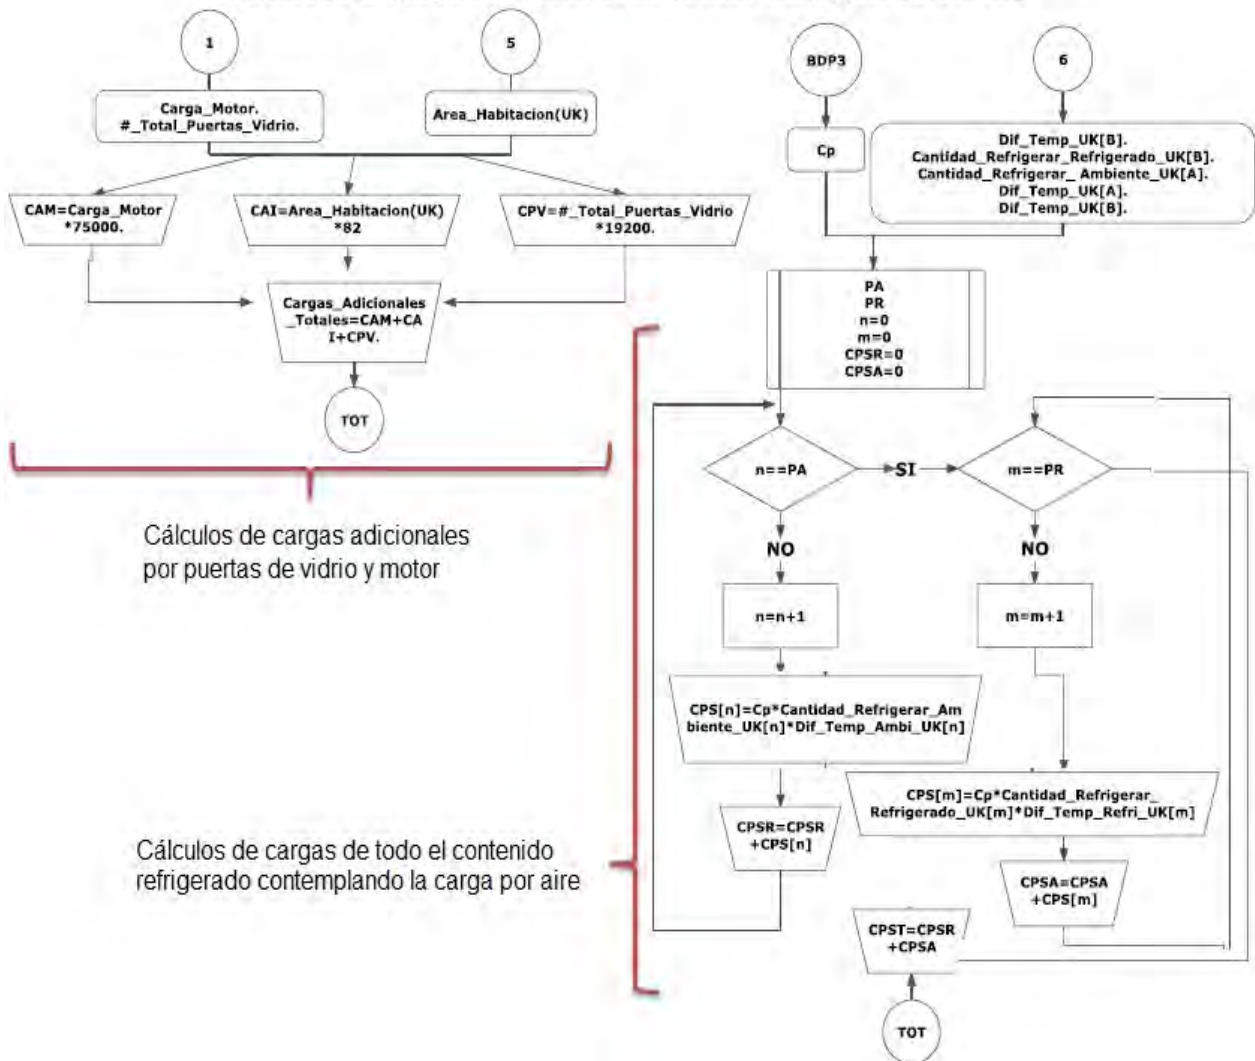 1
5
Carga_Motor.
#_Total_Puertas_Vidrio.
Area_Habitacion(UK)
CAM=Carga_Motor
*75000.
CAI=Area_Habitacion(UK)
*82
CPV=#_Total_Puertas_Vidrio
*19200.
Cargas_Adicionales
_Totales=CAM+CA
I+CPV.
TOT
Cálculos de cargas adicionales
por puertas de vidrio y motor
BDP3
6
Cp
Dif_Temp_UK[B].
Cantidad_Refrigerar_Refrigerado_UK[B].
Cantidad_Refrigerar_ Ambiente_UK[A].
Dif_Temp_UK[A].
Dif_Temp_UK[B].
PA
PR
n=0
m=0
CPSR=0
CPSA=0
n==PA
SI
m==PR
NO
NO
n=n+1
m=m+1
CPS[n]=Cp*Cantidad_Refrigerar_Am
biente_UK[n]*Dif_Temp_Ambi_UK[n]
CPS[m]=Cp*Cantidad_Refrigerar_
Refrigerado_UK[m]*Dif_Temp_Refri_UK[m]
CPSR=CPSR
+CPS[n]
CPSA=CPSA
+CPS[m]
CPST=CPSR
+CPSA
TOT
Cálculos de cargas de todo el contenido
refrigerado contemplando la carga por aire